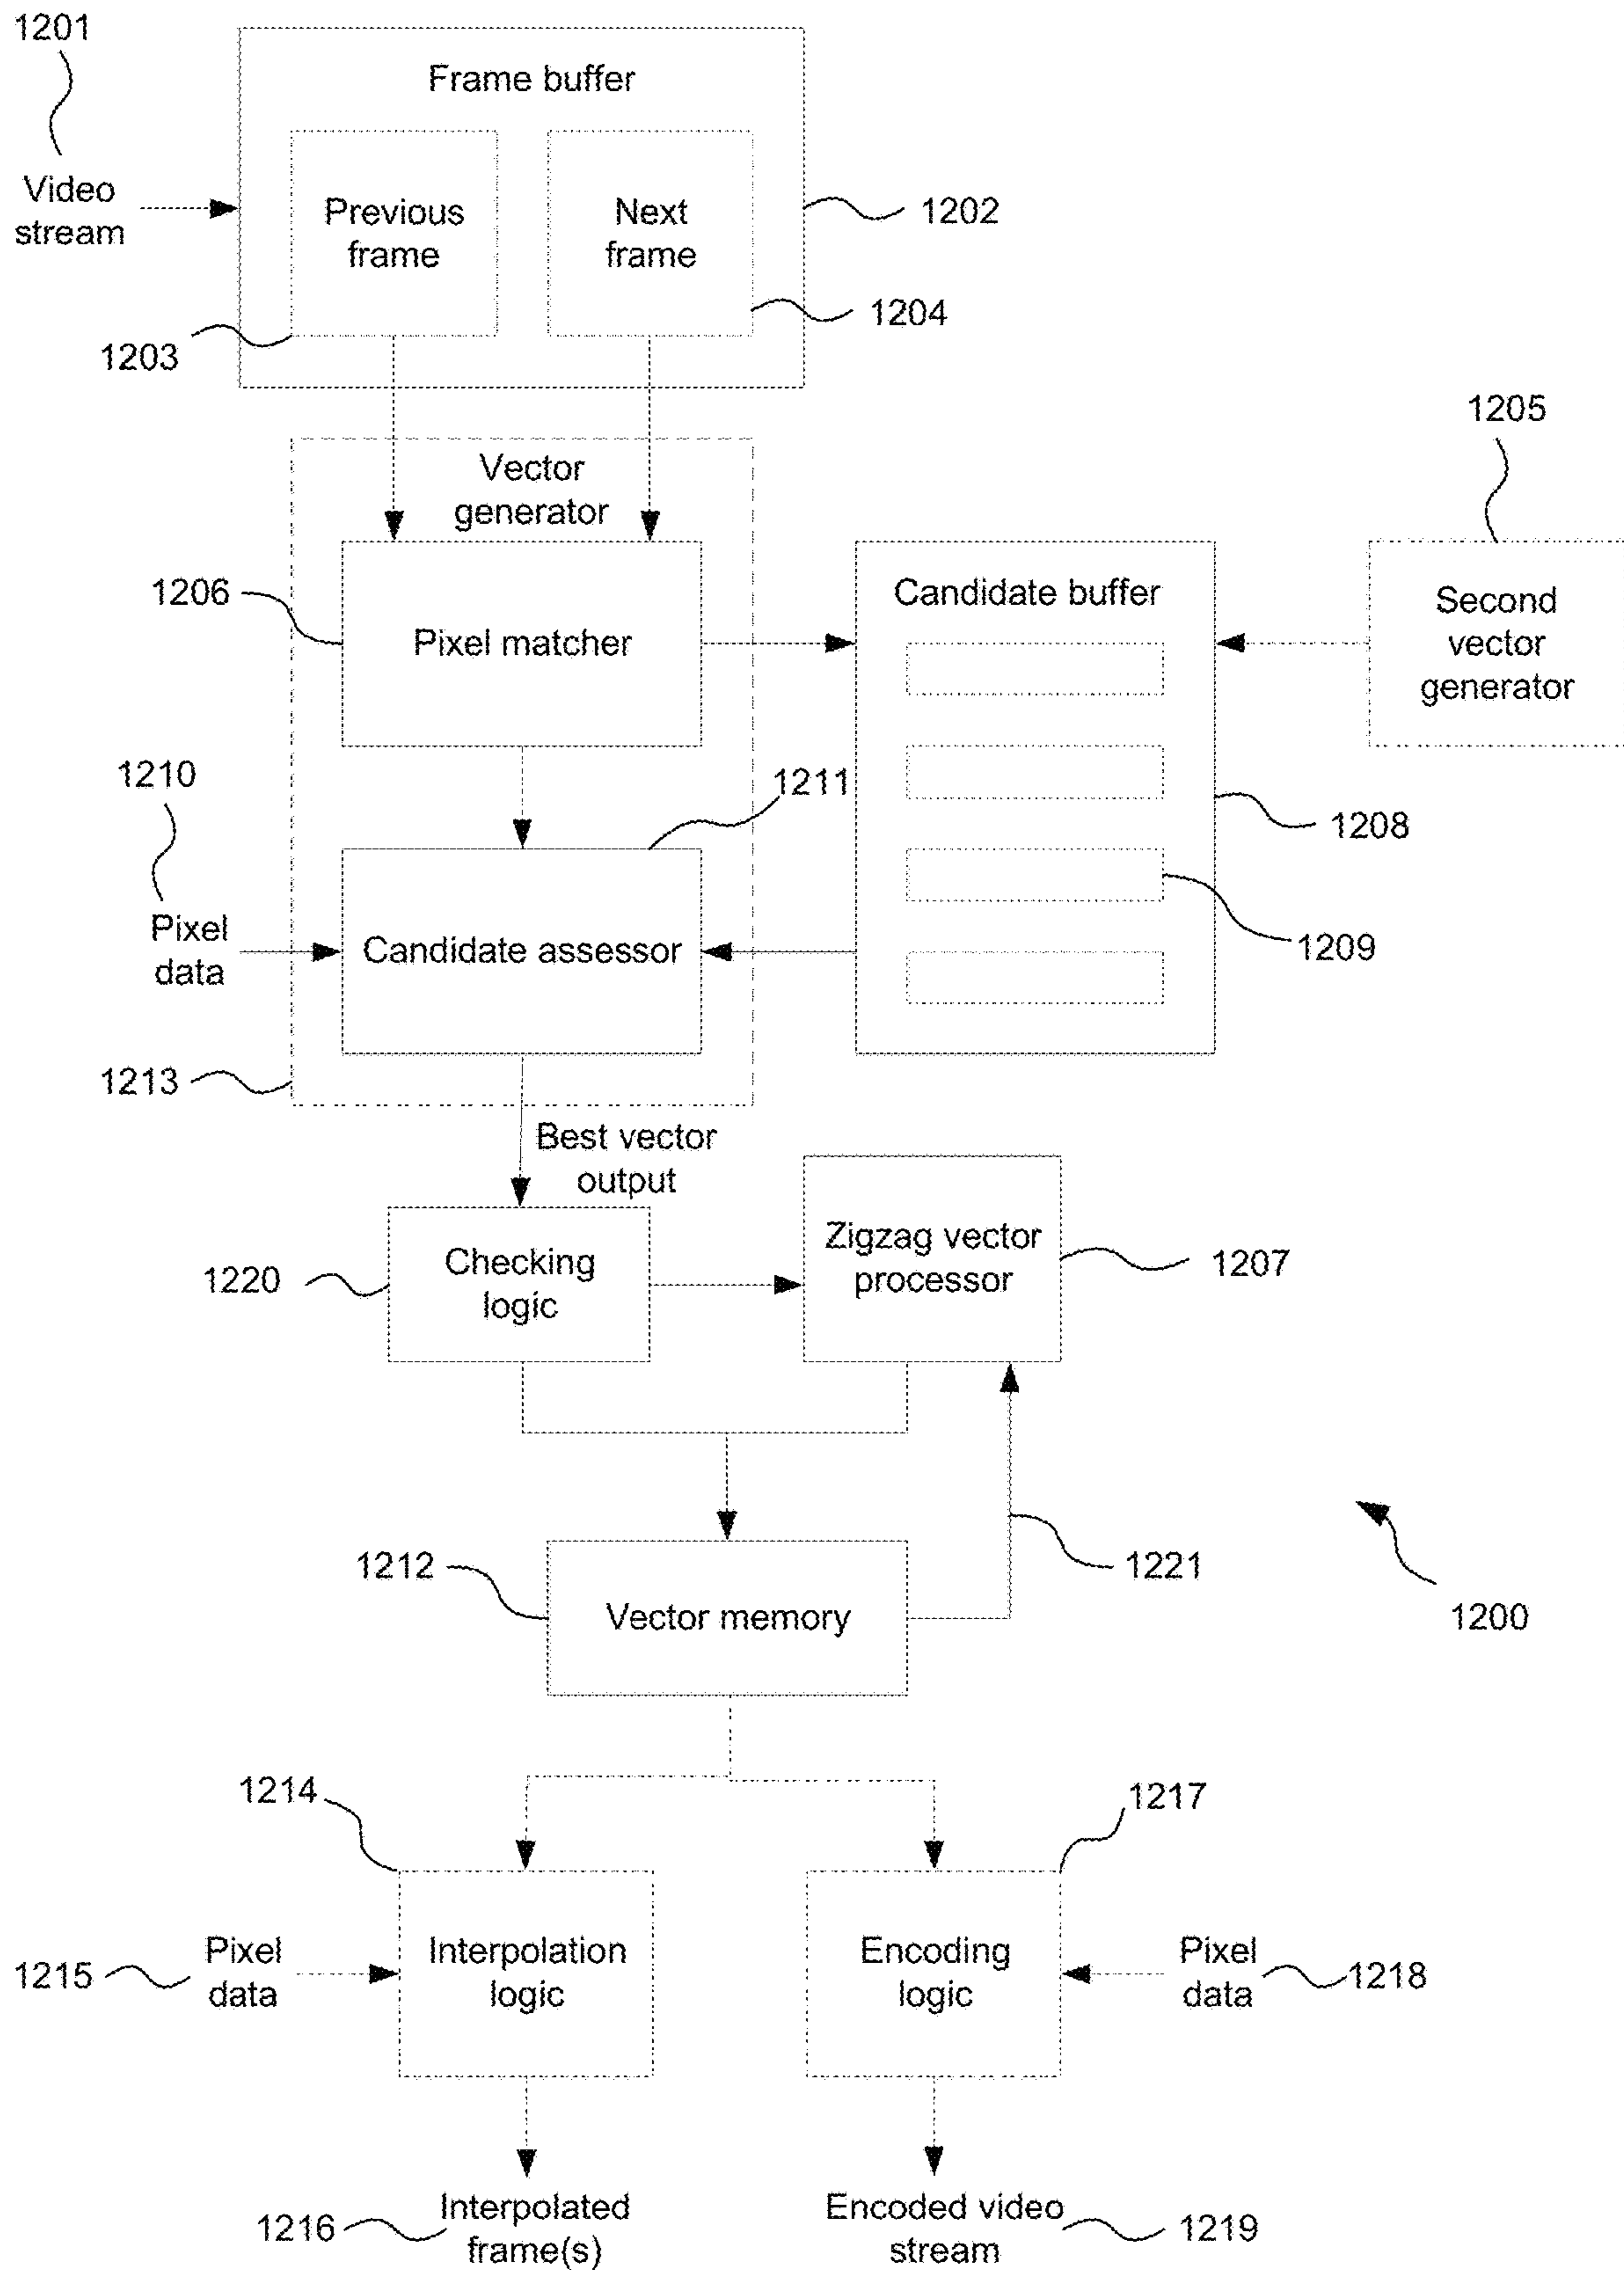 1201
Frame buffer
Video
stream
Previous
frame
Next
frame
1202
1204
1203
1205
Vector
generator
1206
Pixel matcher
Candidate buffer
Second
vector
generator
1210
1211
1208
Pixel
data
Candidate assessor
1209
1213
Best vector
output
Zigzag vector
processor
1207
1220
Checking
logic
1212
Vector memory
1221
1200
1214
1217
1215
Pixel
data
Interpolation
logic
Encoding
logic
Pixel
data
1218
1216
Interpolated
frame(s)
Encoded video
stream
1219